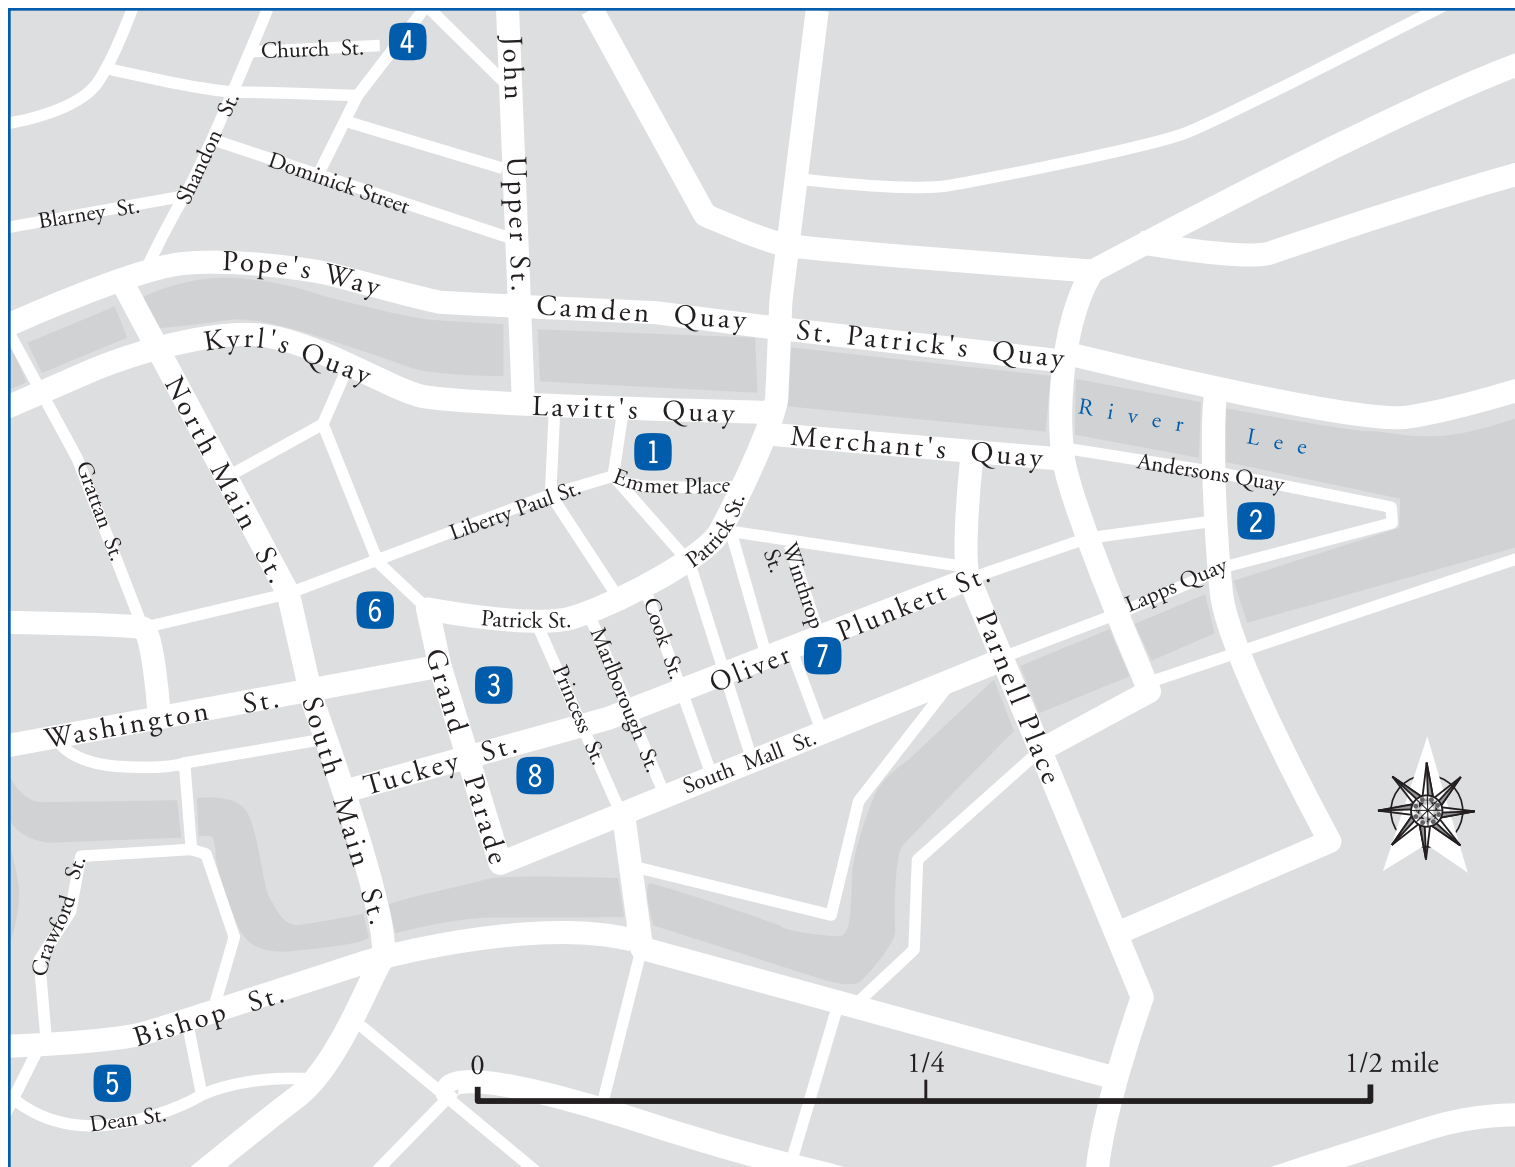 Church St.
4
John Upper St.
Shandon St.
Dominick Street
Blarney St.
Pope's Way
Camden Quay
St. Patrick's Quay
Kyrl's Quay
Lavitt's Quay
Merchant's Quay
River Lee
Andersons Quay
North Main St.
1
Emmet Place
2
Grattan St.
Liberty Paul St.
Patrick St.
Winthrop St.
Lapps Quay
6
Patrick St.
Cook St.
Marlborough St.
Oliver Plunkett St.
7
Parnell Place
Grand Parade
3
Princess St.
Washington St.
South Main St.
Tuckey St.
8
South Mall St.
Crawford St.
Bishop St.
5
Dean St.
0 1/4 1/2 mile